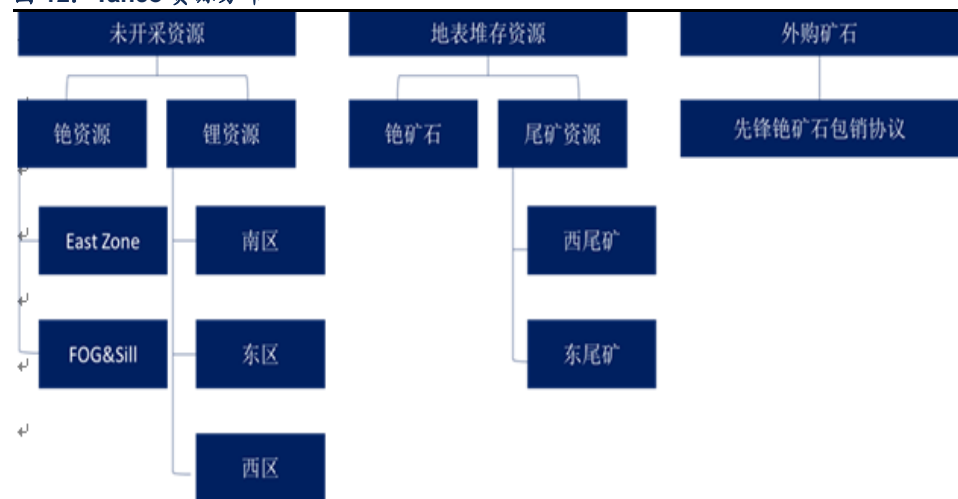 未开采资源
地表堆存资源
外购矿石
铯资源
锂资源
铯矿石
尾矿资源
先锋铯矿石包销协议
East Zone
南区
西尾矿
FOG&Sill
东区
东尾矿
西区